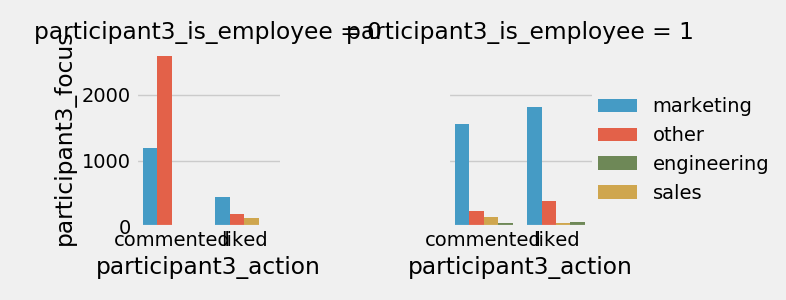 participant3_is_employee = 0
participant3_is_employee = 1
participant3_focus
2000
1000
0
commented
liked
commented
liked
participant3_action
participant3_action
marketing
other
engineering
sales